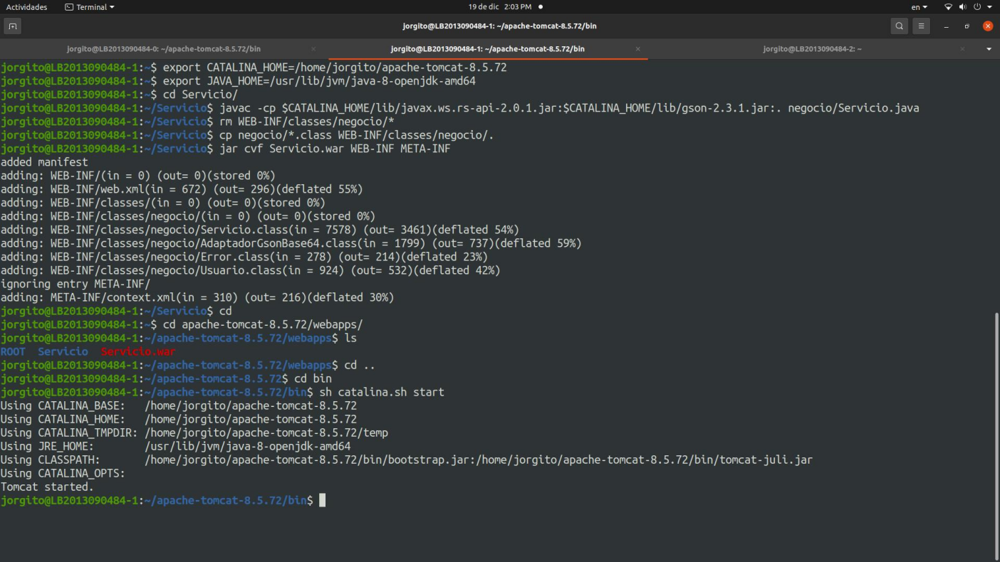 Actividades Terminal 19 de dic 2:03 PM en
jorgito@LB2013090484-1: ~/apache-tomcat-8.5.72/bin
jorgito@LB2013090484-0: ~/apache-tomcat-8.5.72/bin jorgito@LB2013090484-1: ~/apache-tomcat-8.5.72/bin jorgito@LB2013090484-2: ~
jorgito@LB2013090484-1:~$ export CATALINA_HOME=/home/jorgito/apache-tomcat-8.5.72
jorgito@LB2013090484-1:~$ export JAVA_HOME=/usr/lib/jvm/java-8-openjdk-amd64
jorgito@LB2013090484-1:~$ cd Servicio/
jorgito@LB2013090484-1:~/Servicio$ javac -cp $CATALINA_HOME/lib/javax.ws.rs-api-2.0.1.jar:$CATALINA_HOME/lib/gson-2.3.1.jar:. negocio/Servicio.java
jorgito@LB2013090484-1:~/Servicio$ rm WEB-INF/classes/negocio/*
jorgito@LB2013090484-1:~/Servicio$ cp negocio/*.class WEB-INF/classes/negocio/.
jorgito@LB2013090484-1:~/Servicio$ jar cvf Servicio.war WEB-INF META-INF
added manifest
adding: WEB-INF/(in = 0) (out= 0)(stored 0%)
adding: WEB-INF/web.xml(in = 672) (out= 296)(deflated 55%)
adding: WEB-INF/classes/(in = 0) (out= 0)(stored 0%)
adding: WEB-INF/classes/negocio/(in = 0) (out= 0)(stored 0%)
adding: WEB-INF/classes/negocio/Servicio.class(in = 7578) (out= 3461)(deflated 54%)
adding: WEB-INF/classes/negocio/AdaptadorGsonBase64.class(in = 1799) (out= 737)(deflated 59%)
adding: WEB-INF/classes/negocio/Error.class(in = 278) (out= 214)(deflated 23%)
adding: WEB-INF/classes/negocio/Usuario.class(in = 924) (out= 532)(deflated 42%)
ignoring entry META-INF/
adding: META-INF/context.xml(in = 310) (out= 216)(deflated 30%)
jorgito@LB2013090484-1:~/Servicio$ cd
jorgito@LB2013090484-1:~$ cd apache-tomcat-8.5.72/webapps/
jorgito@LB2013090484-1:~/apache-tomcat-8.5.72/webapps$ ls
ROOT Servicio Servicio.war
jorgito@LB2013090484-1:~/apache-tomcat-8.5.72/webapps$ cd ..
jorgito@LB2013090484-1:~/apache-tomcat-8.5.72$ cd bin
jorgito@LB2013090484-1:~/apache-tomcat-8.5.72/bin$ sh catalina.sh start
Using CATALINA_BASE: /home/jorgito/apache-tomcat-8.5.72
Using CATALINA_HOME: /home/jorgito/apache-tomcat-8.5.72
Using CATALINA_TMPDIR: /home/jorgito/apache-tomcat-8.5.72/temp
Using JRE_HOME: /usr/lib/jvm/java-8-openjdk-amd64
Using CLASSPATH: /home/jorgito/apache-tomcat-8.5.72/bin/bootstrap.jar:/home/jorgito/apache-tomcat-8.5.72/bin/tomcat-juli.jar
Using CATALINA_OPTS:
Tomcat started.
jorgito@LB2013090484-1:~/apache-tomcat-8.5.72/bin$